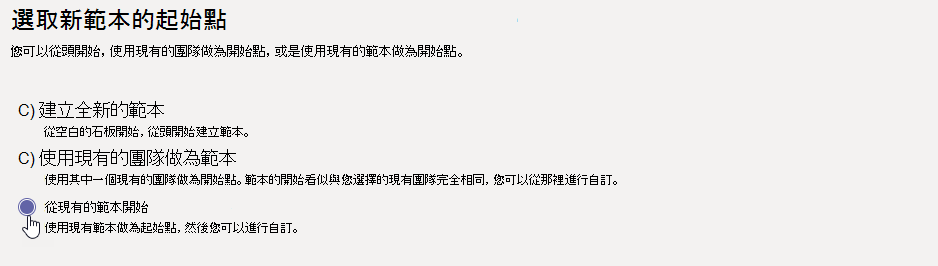 選取新範本的起始點
您可以從頭開始, 使用現有的團隊做為開始點, 或是使用現有的範本做為開始點。
C) 建立全新的範本
從空白的石板開始, 從頭開始建立範本。
C) 使用現有的團隊做為範本
使用其中一個現有的團隊做為開始點。範本的開始看似與您選擇的現有團隊完全相同, 您可以從那裡進行自訂。
從現有的範本開始
使用現有範本做為起始點, 然後您可以進行自訂。